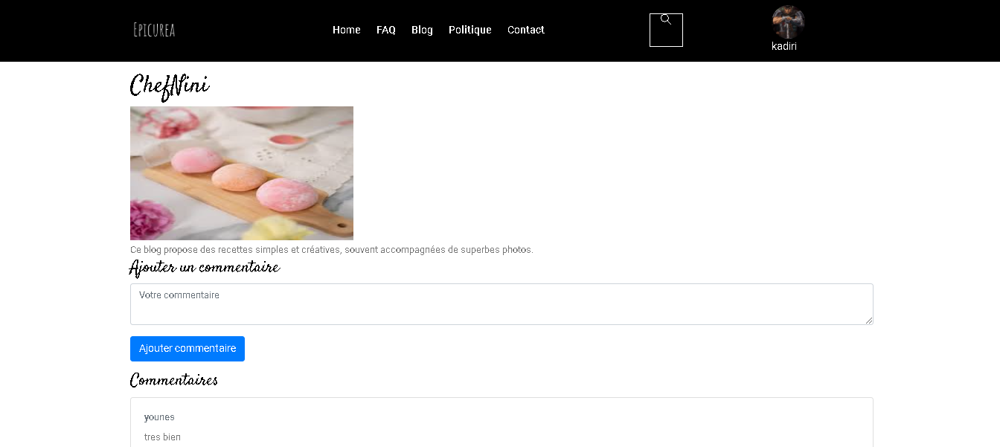 EPICUREA
Home FAQ Blog Politique Contact
kadiri
ChefNini
Ce blog propose des recettes simples et créatives, souvent accompagnées de superbes photos.
Ajouter un commentaire
Votre commentaire
Ajouter commentaire
Commentaires
younes
tres bien